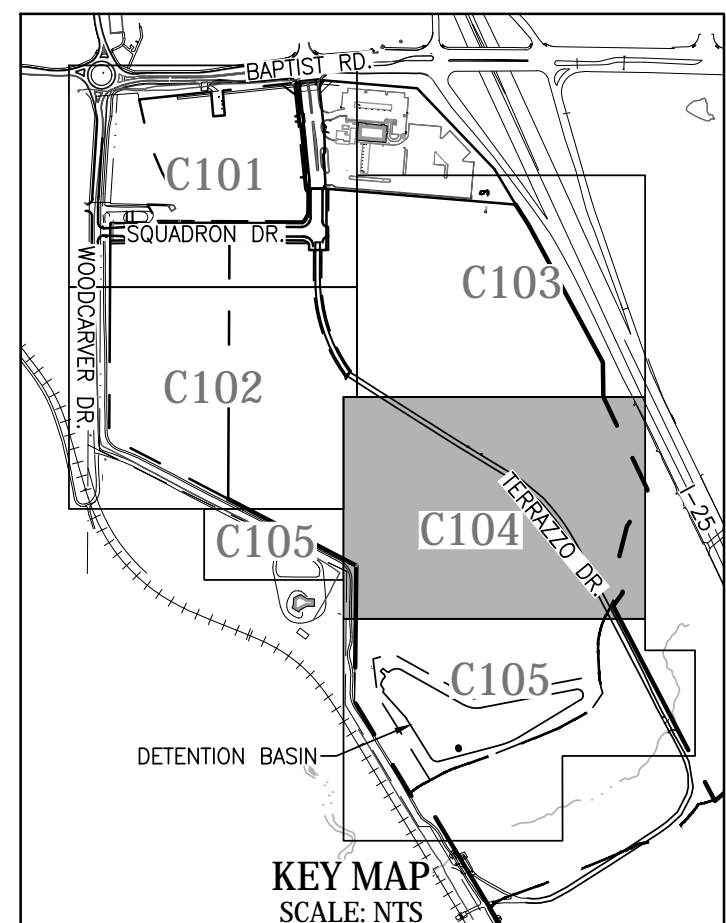 BAPTIST RD.
C101
SQUADRON DR.
WOODCARVER DR.
C103
C102
I-25
TERRAZZO DR.
C104
C105
C105
DETENTION BASIN
KEY MAP
SCALE: NTS